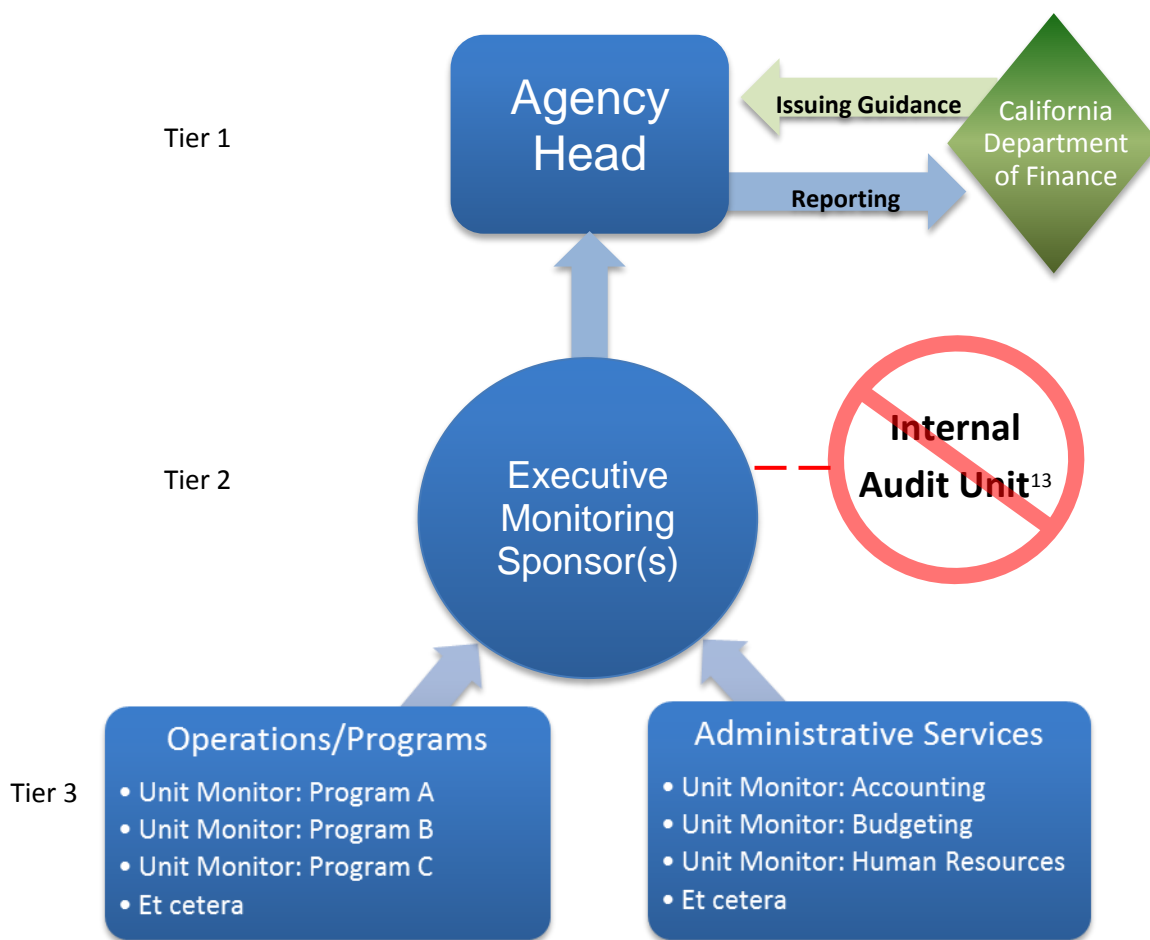 Tier 1
Agency
Head
Issuing Guidance
Reporting
California
Department
of Finance
Tier 2
Executive
Monitoring
Sponsor(s)
Internal
Audit Unit13
Tier 3
Operations/Programs
• Unit Monitor: Program A
• Unit Monitor: Program B
• Unit Monitor: Program C
• Et cetera
Administrative Services
• Unit Monitor: Accounting
• Unit Monitor: Budgeting
• Unit Monitor: Human Resources
• Et cetera